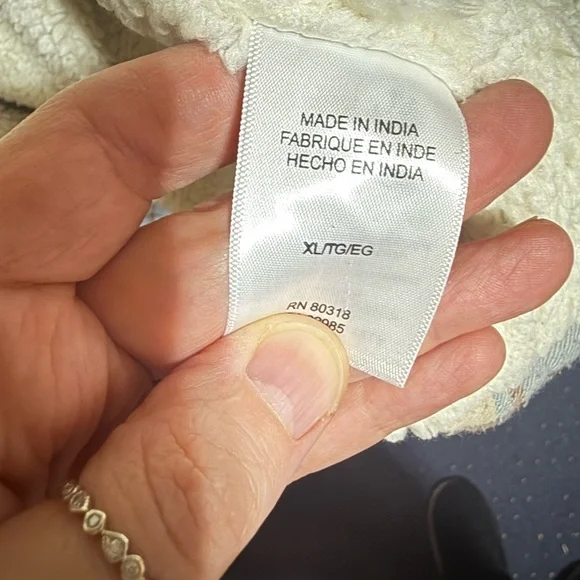 MADE IN INDIA
FABRIQUE EN INDE
HECHO EN INDIA
XL/TG/EG
RN 80318